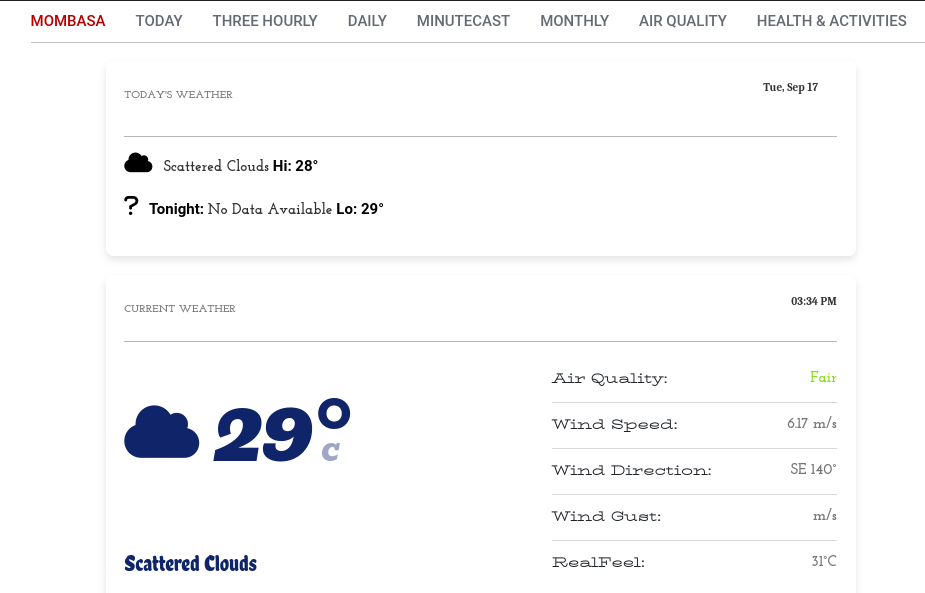 MOMBASA TODAY THREE HOURLY DAILY MINUTECAST MONTHLY AIR QUALITY HEALTH & ACTIVITIES
TODAY'S WEATHER Tue, Sep 17
Scattered Clouds Hi: 28°
? Tonight: No Data Available Lo: 29°
CURRENT WEATHER 03:34 PM
29° c
Scattered Clouds
Air Quality: Fair
Wind Speed: 6.17 m/s
Wind Direction: SE 140°
Wind Gust: m/s
RealFeel: 31°C